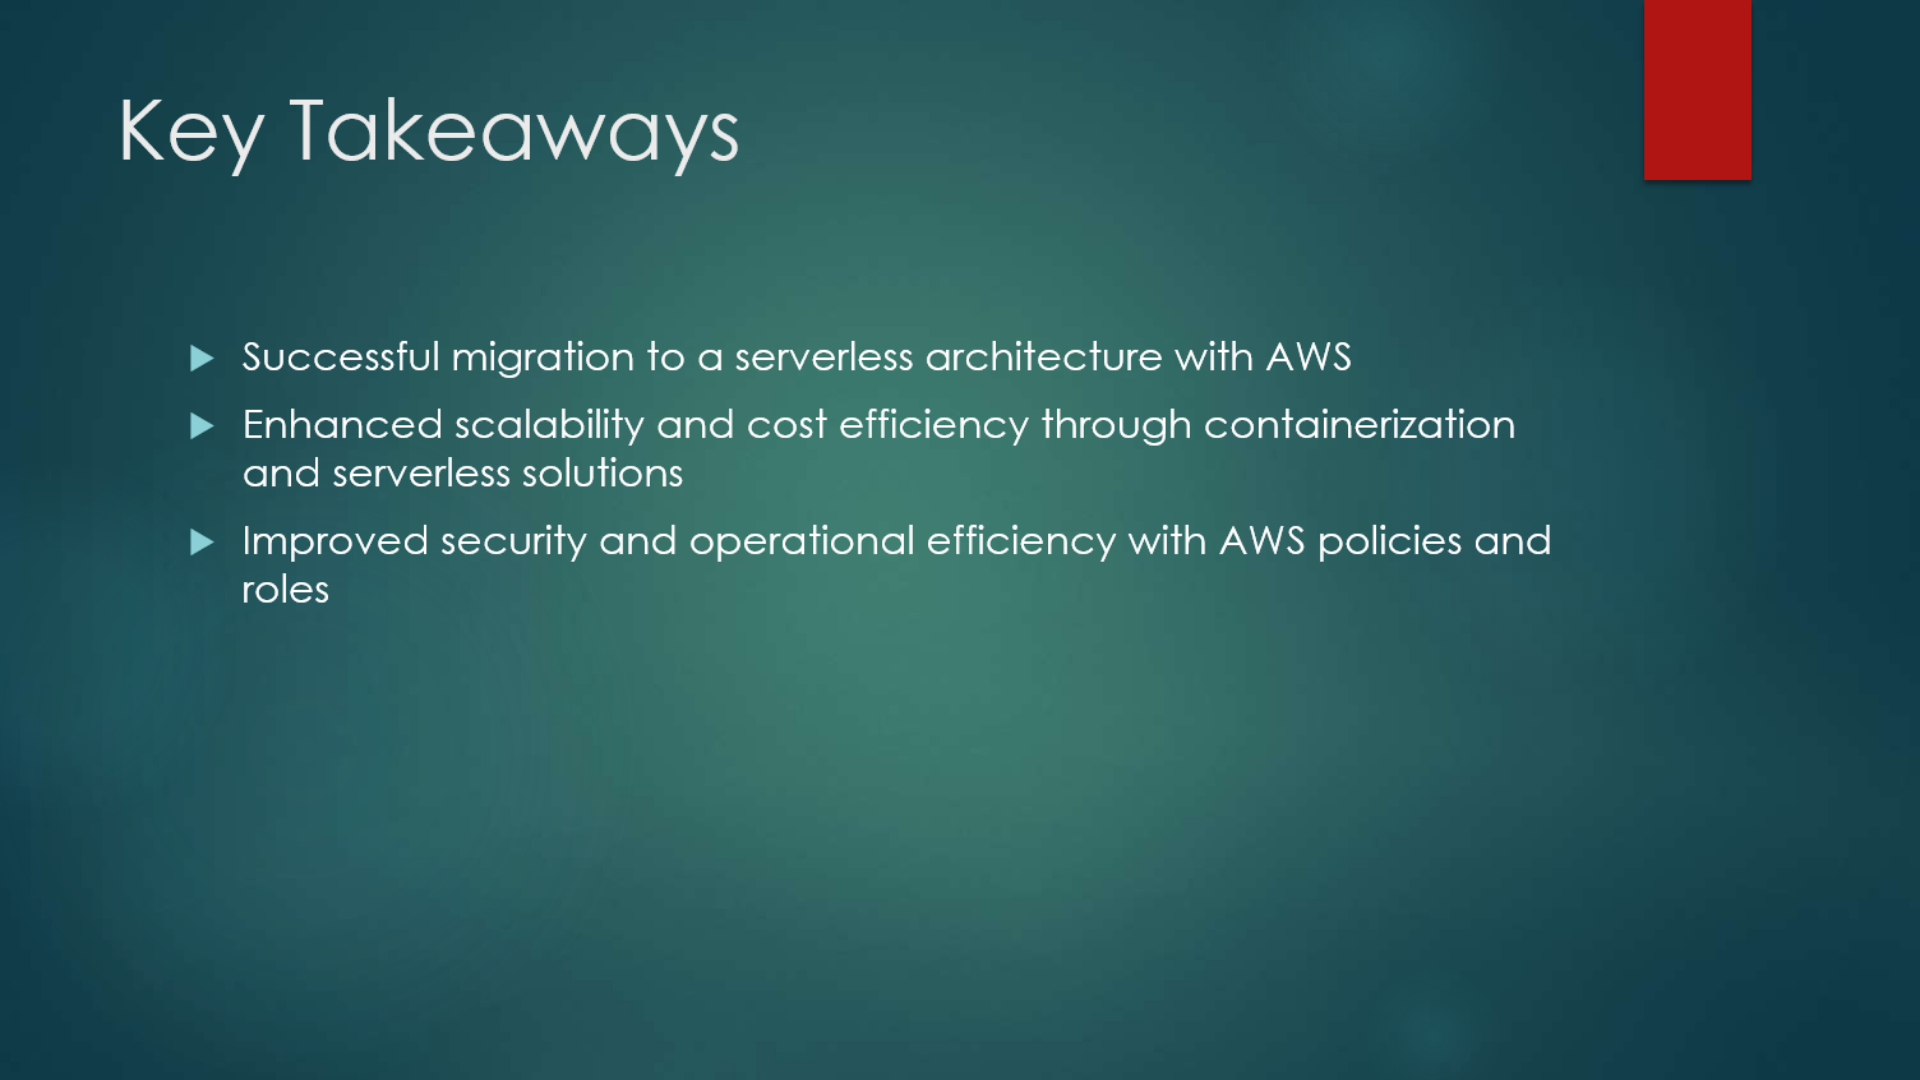 Key Takeaways
Successful migration to a serverless architecture with AWS
Enhanced scalability and cost efficiency through containerization
and serverless solutions
Improved security and operational efficiency with AWS policies and
roles